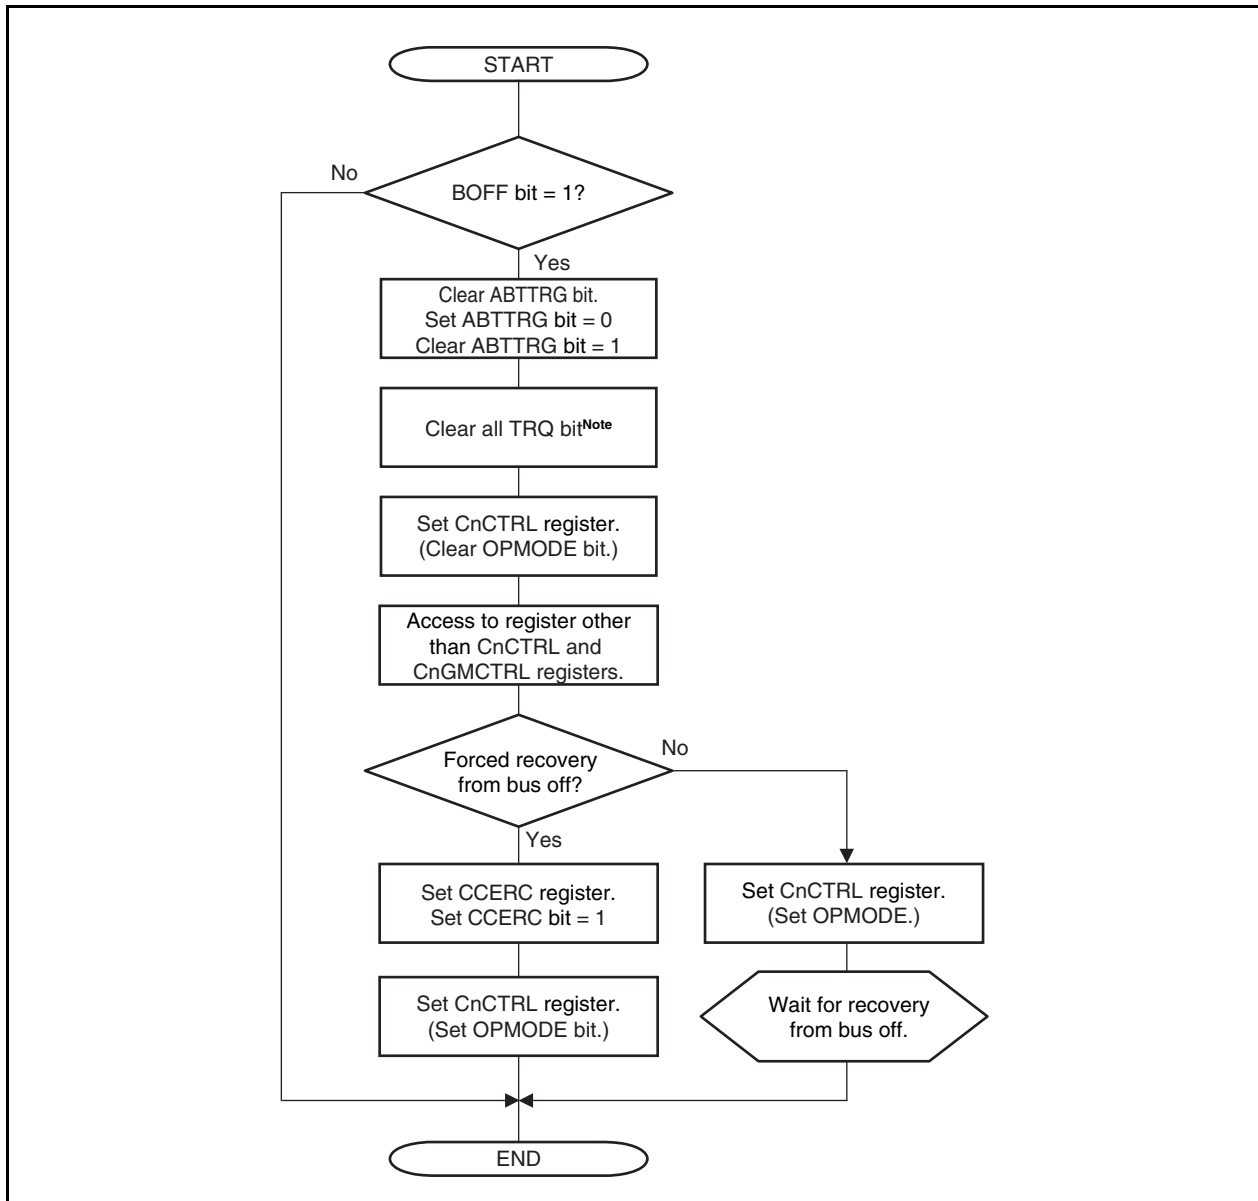 START
No
BOFF bit = 1?
Yes
Clear ABTTRG bit.
Set ABTTRG bit = 0
Clear ABTTRG bit = 1
Clear all TRQ bitNote
Set CnCTRL register.
(Clear OPMODE bit.)
Access to register other
than CnCTRL and
CnGMCTRL registers.
Forced recovery
from bus off?
No
Yes
Set CCERC register.
Set CCERC bit = 1
Set CnCTRL register.
(Set OPMODE.)
Set CnCTRL register.
(Set OPMODE bit.)
Wait for recovery
from bus off.
END